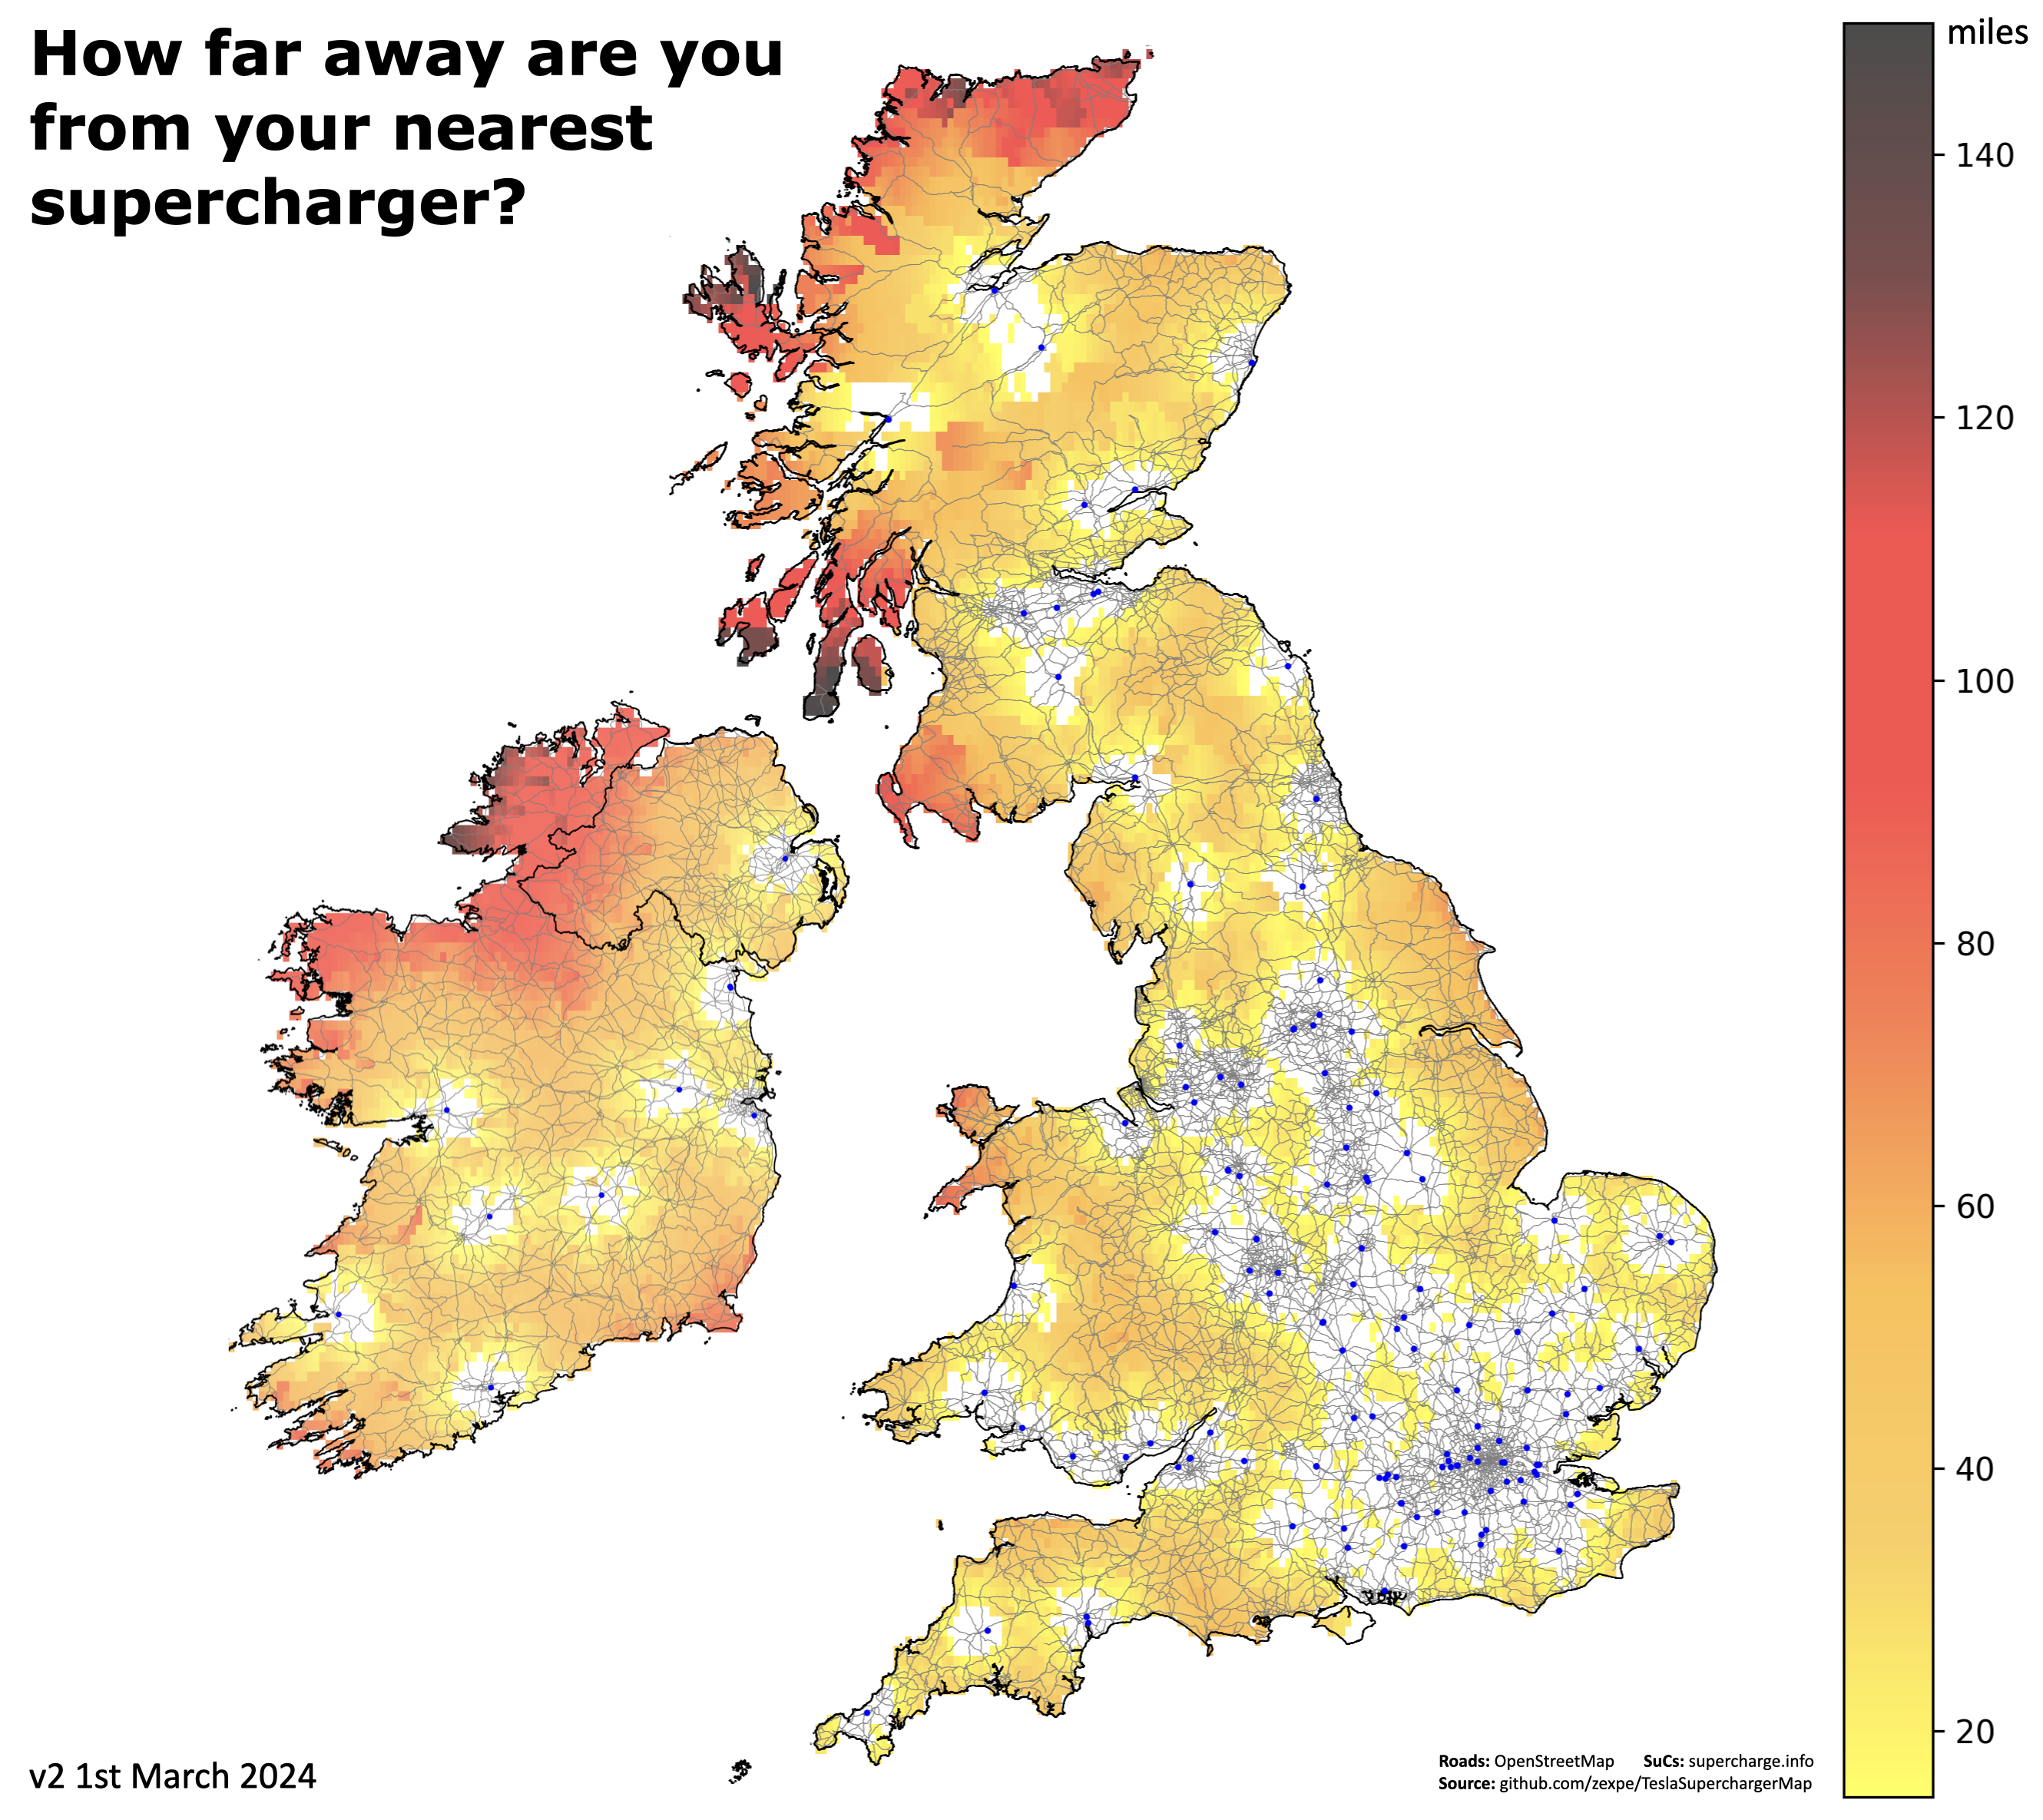 How far away are you
from your nearest
supercharger?
miles
140
120
100
80
60
40
20
v2 1st March 2024
Roads: OpenStreetMap SuCs: supercharge.info
Source: github.com/zexpe/TeslaSuperchargerMap